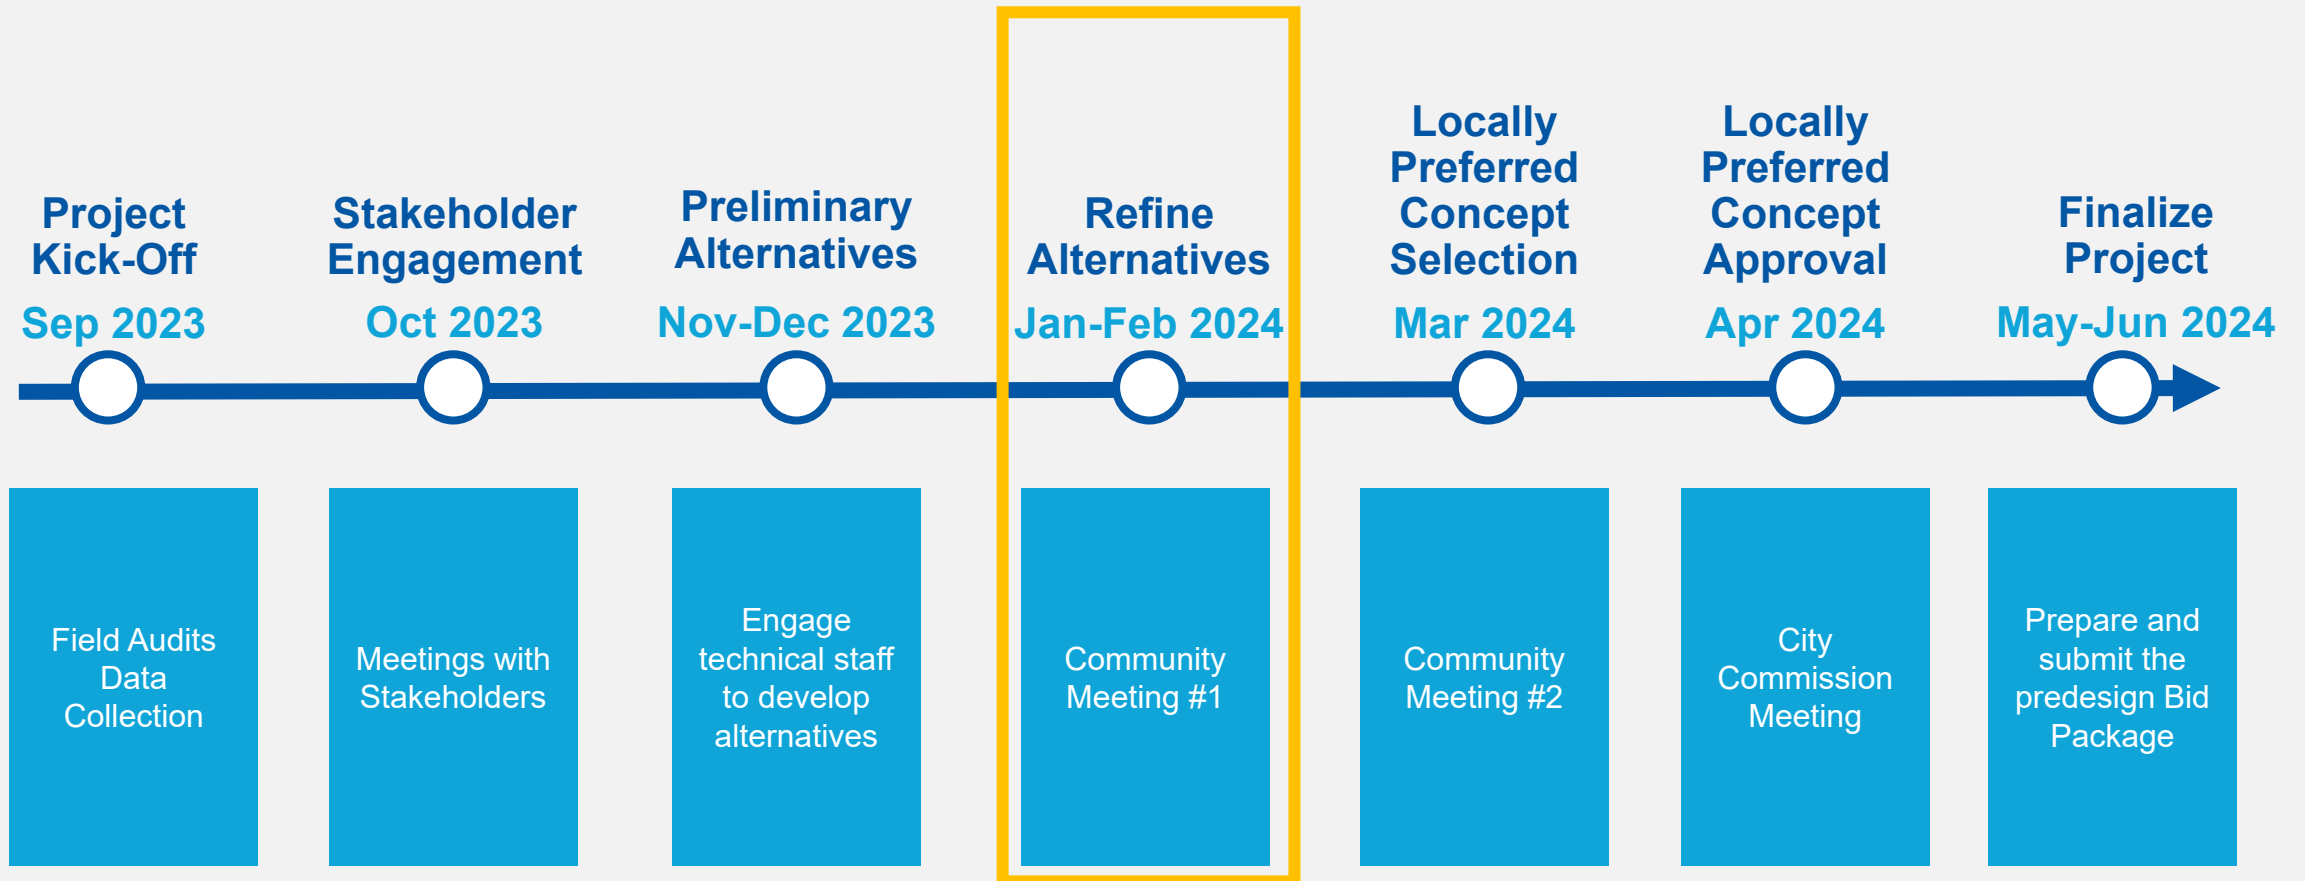 Project
Kick-Off
Sep 2023
Stakeholder
Engagement
Oct 2023
Preliminary
Alternatives
Nov-Dec 2023
Refine
Alternatives
Jan-Feb 2024
Locally
Preferred
Concept
Selection
Mar 2024
Locally
Preferred
Concept
Approval
Apr 2024
Finalize
Project
May-Jun 2024
Field Audits
Data
Collection
Meetings with
Stakeholders
Engage
technical staff
to develop
alternatives
Community
Meeting #1
Community
Meeting #2
City
Commission
Meeting
Prepare and
submit the
predesign Bid
Package